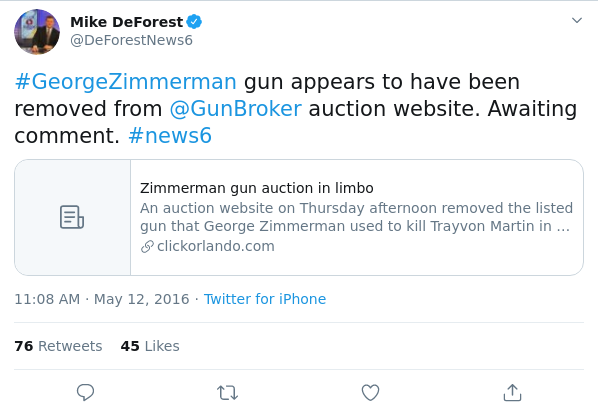 Mike DeForest
@DeForestNews6
#GeorgeZimmerman gun appears to have been
removed from @GunBroker auction website. Awaiting
comment. #news6
Zimmerman gun auction in limbo
An auction website on Thursday afternoon removed the listed
gun that George Zimmerman used to kill Trayvon Martin in ...
clickorlando.com
11:08 AM · May 12, 2016 · Twitter for iPhone
76 Retweets 45 Likes